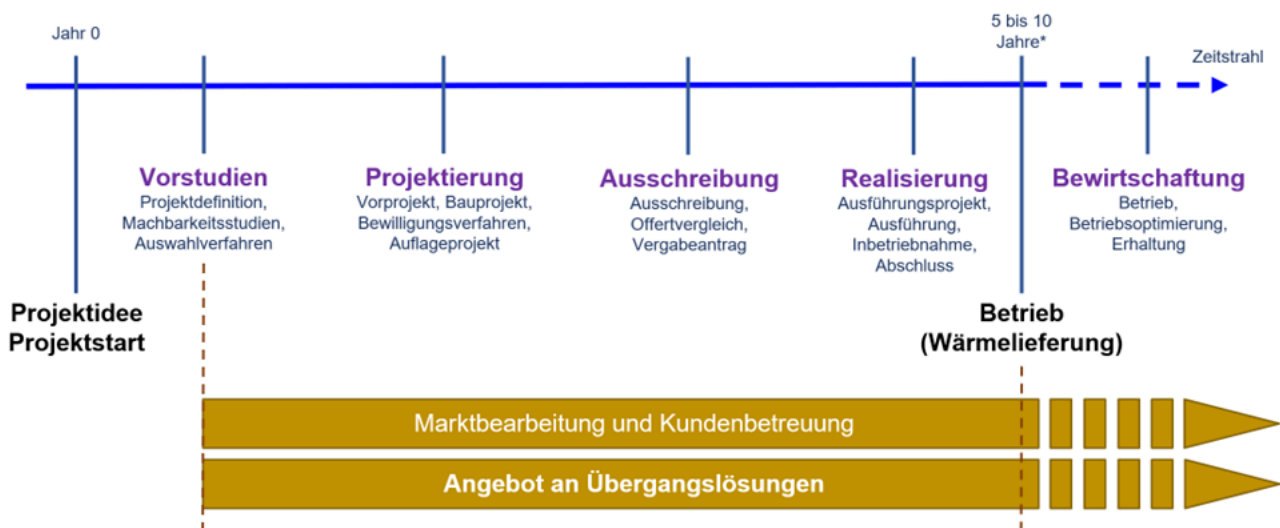 Jahr 0
5 bis 10
Jahre*
Zeitstrahl
Vorstudien
Projektdefinition,
Machbarkeitsstudien,
Auswahlverfahren
Projektierung
Vorprojekt, Bauprojekt,
Bewilligungsverfahren,
Auflageprojekt
Ausschreibung
Ausschreibung,
Offertvergleich,
Vergabeantrag
Realisierung
Ausführungsprojekt,
Ausführung,
Inbetriebnahme,
Abschluss
Bewirtschaftung
Betrieb,
Betriebsoptimierung,
Erhaltung
Projektidee
Projektstart
Betrieb
(Wärmelieferung)
Marktbearbeitung und Kundenbetreuung
Angebot an Übergangslösungen